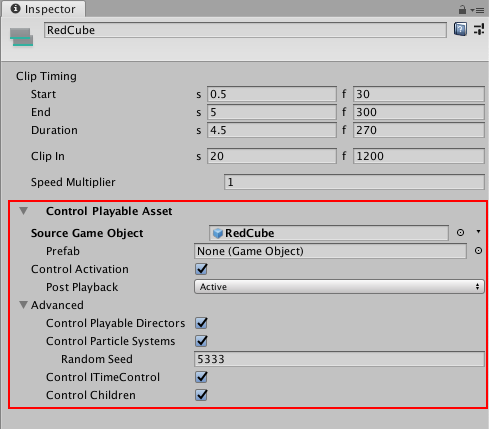 Inspector
RedCube
Clip Timing
Start s 0.5 f 30
End s 5 f 300
Duration s 4.5 f 270
Clip In s 20 f 1200
Speed Multiplier 1
Control Playable Asset
Source Game Object RedCube
Prefab None (Game Object)
Control Activation
Post Playback Active
Advanced
Control Playable Directors
Control Particle Systems
Random Seed 5333
Control ITimeControl
Control Children